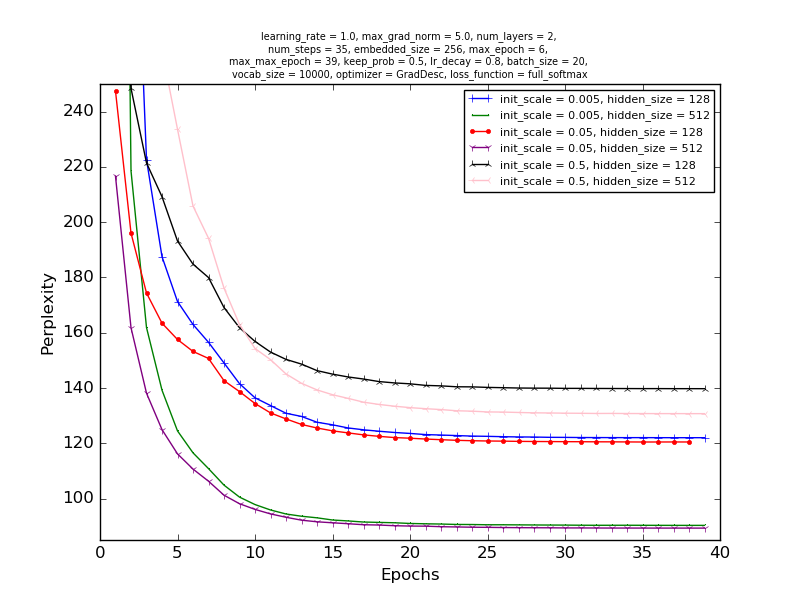 learning_rate = 1.0, max_grad_norm = 5.0, num_layers = 2,
num_steps = 35, embedded_size = 256, max_epoch = 6,
max_max_epoch = 39, keep_prob = 0.5, lr_decay = 0.8, batch_size = 20,
vocab_size = 10000, optimizer = GradDesc, loss_function = full_softmax
init_scale = 0.005, hidden_size = 128
init_scale = 0.005, hidden_size = 512
init_scale = 0.05, hidden_size = 128
init_scale = 0.05, hidden_size = 512
init_scale = 0.5, hidden_size = 128
init_scale = 0.5, hidden_size = 512
Perplexity
240
220
200
180
160
140
120
100
0 5 10 15 20 25 30 35 40
Epochs